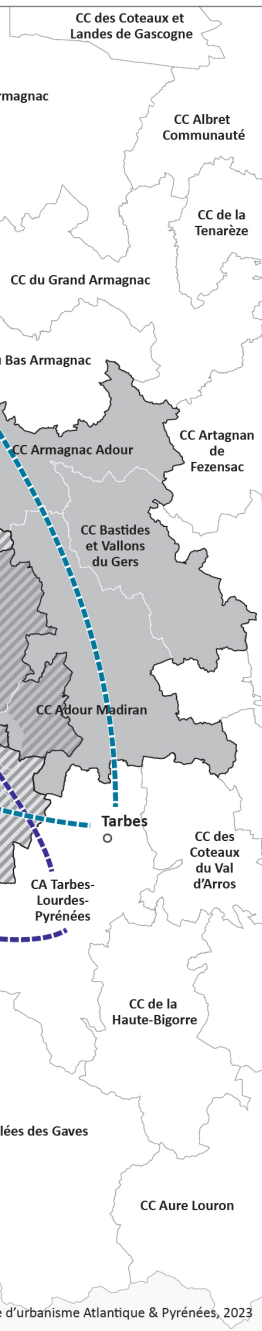 CC des Coteaux et
Landes de Gascogne
rmagnac
CC Albret
Communauté
CC de la
Tenarèze
CC du Grand Armagnac
Bas Armagnac
CC Artagnan
de
Fezensac
CC Armagnac Adour
CC Bastides
et Vallons
du Gers
CC Adour Madiran
Tarbes
CC des
Coteaux
du Val
d'Arros
CA Tarbes-
Lourdes-
Pyrénées
CC de la
Haute-Bigorre
lées des Gaves
CC Aure Louron
e d'urbanisme Atlantique & Pyrénées, 2023